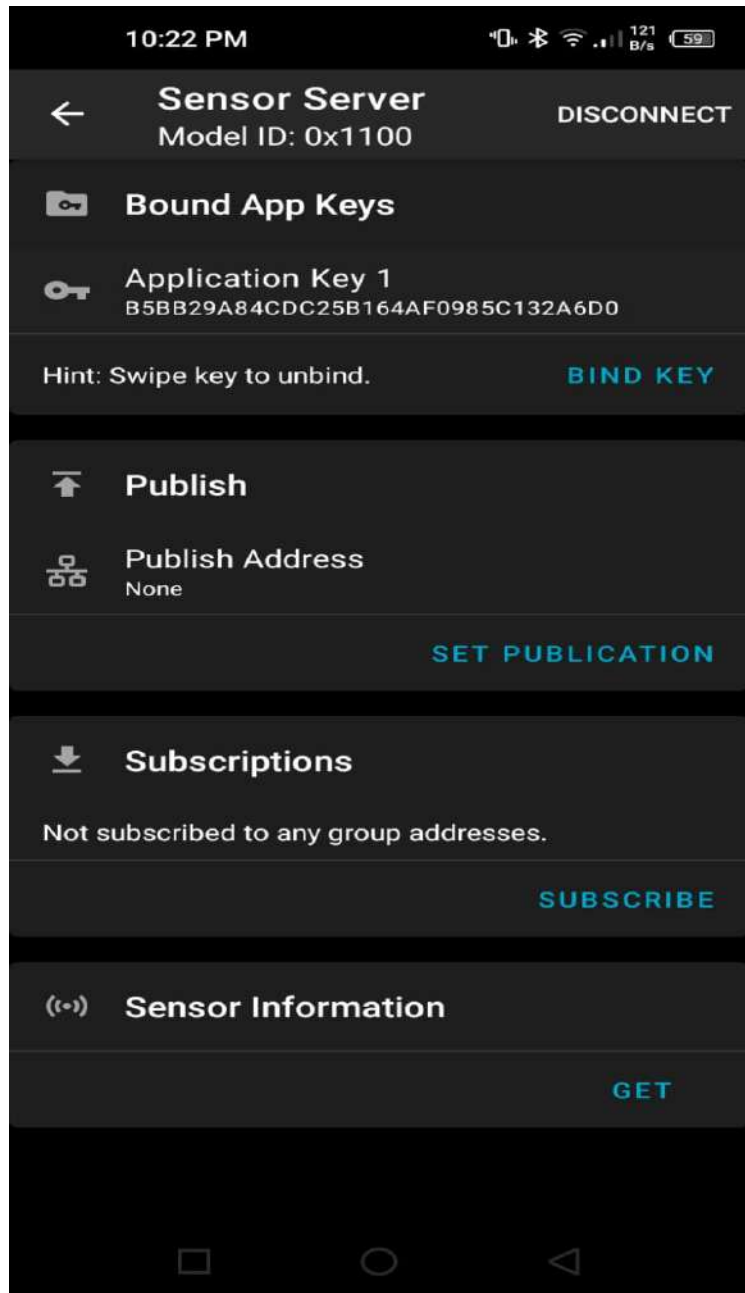 10:22 PM
121
B/s
59
Sensor Server
DISCONNECT
Model ID: 0x1100
Bound App Keys
Application Key 1
B5BB29A84CDC25B164AF0985C132A6D0
Hint: Swipe key to unbind.
BIND KEY
Publish
Publish Address
None
SET PUBLICATION
Subscriptions
Not subscribed to any group addresses.
SUBSCRIBE
Sensor Information
GET